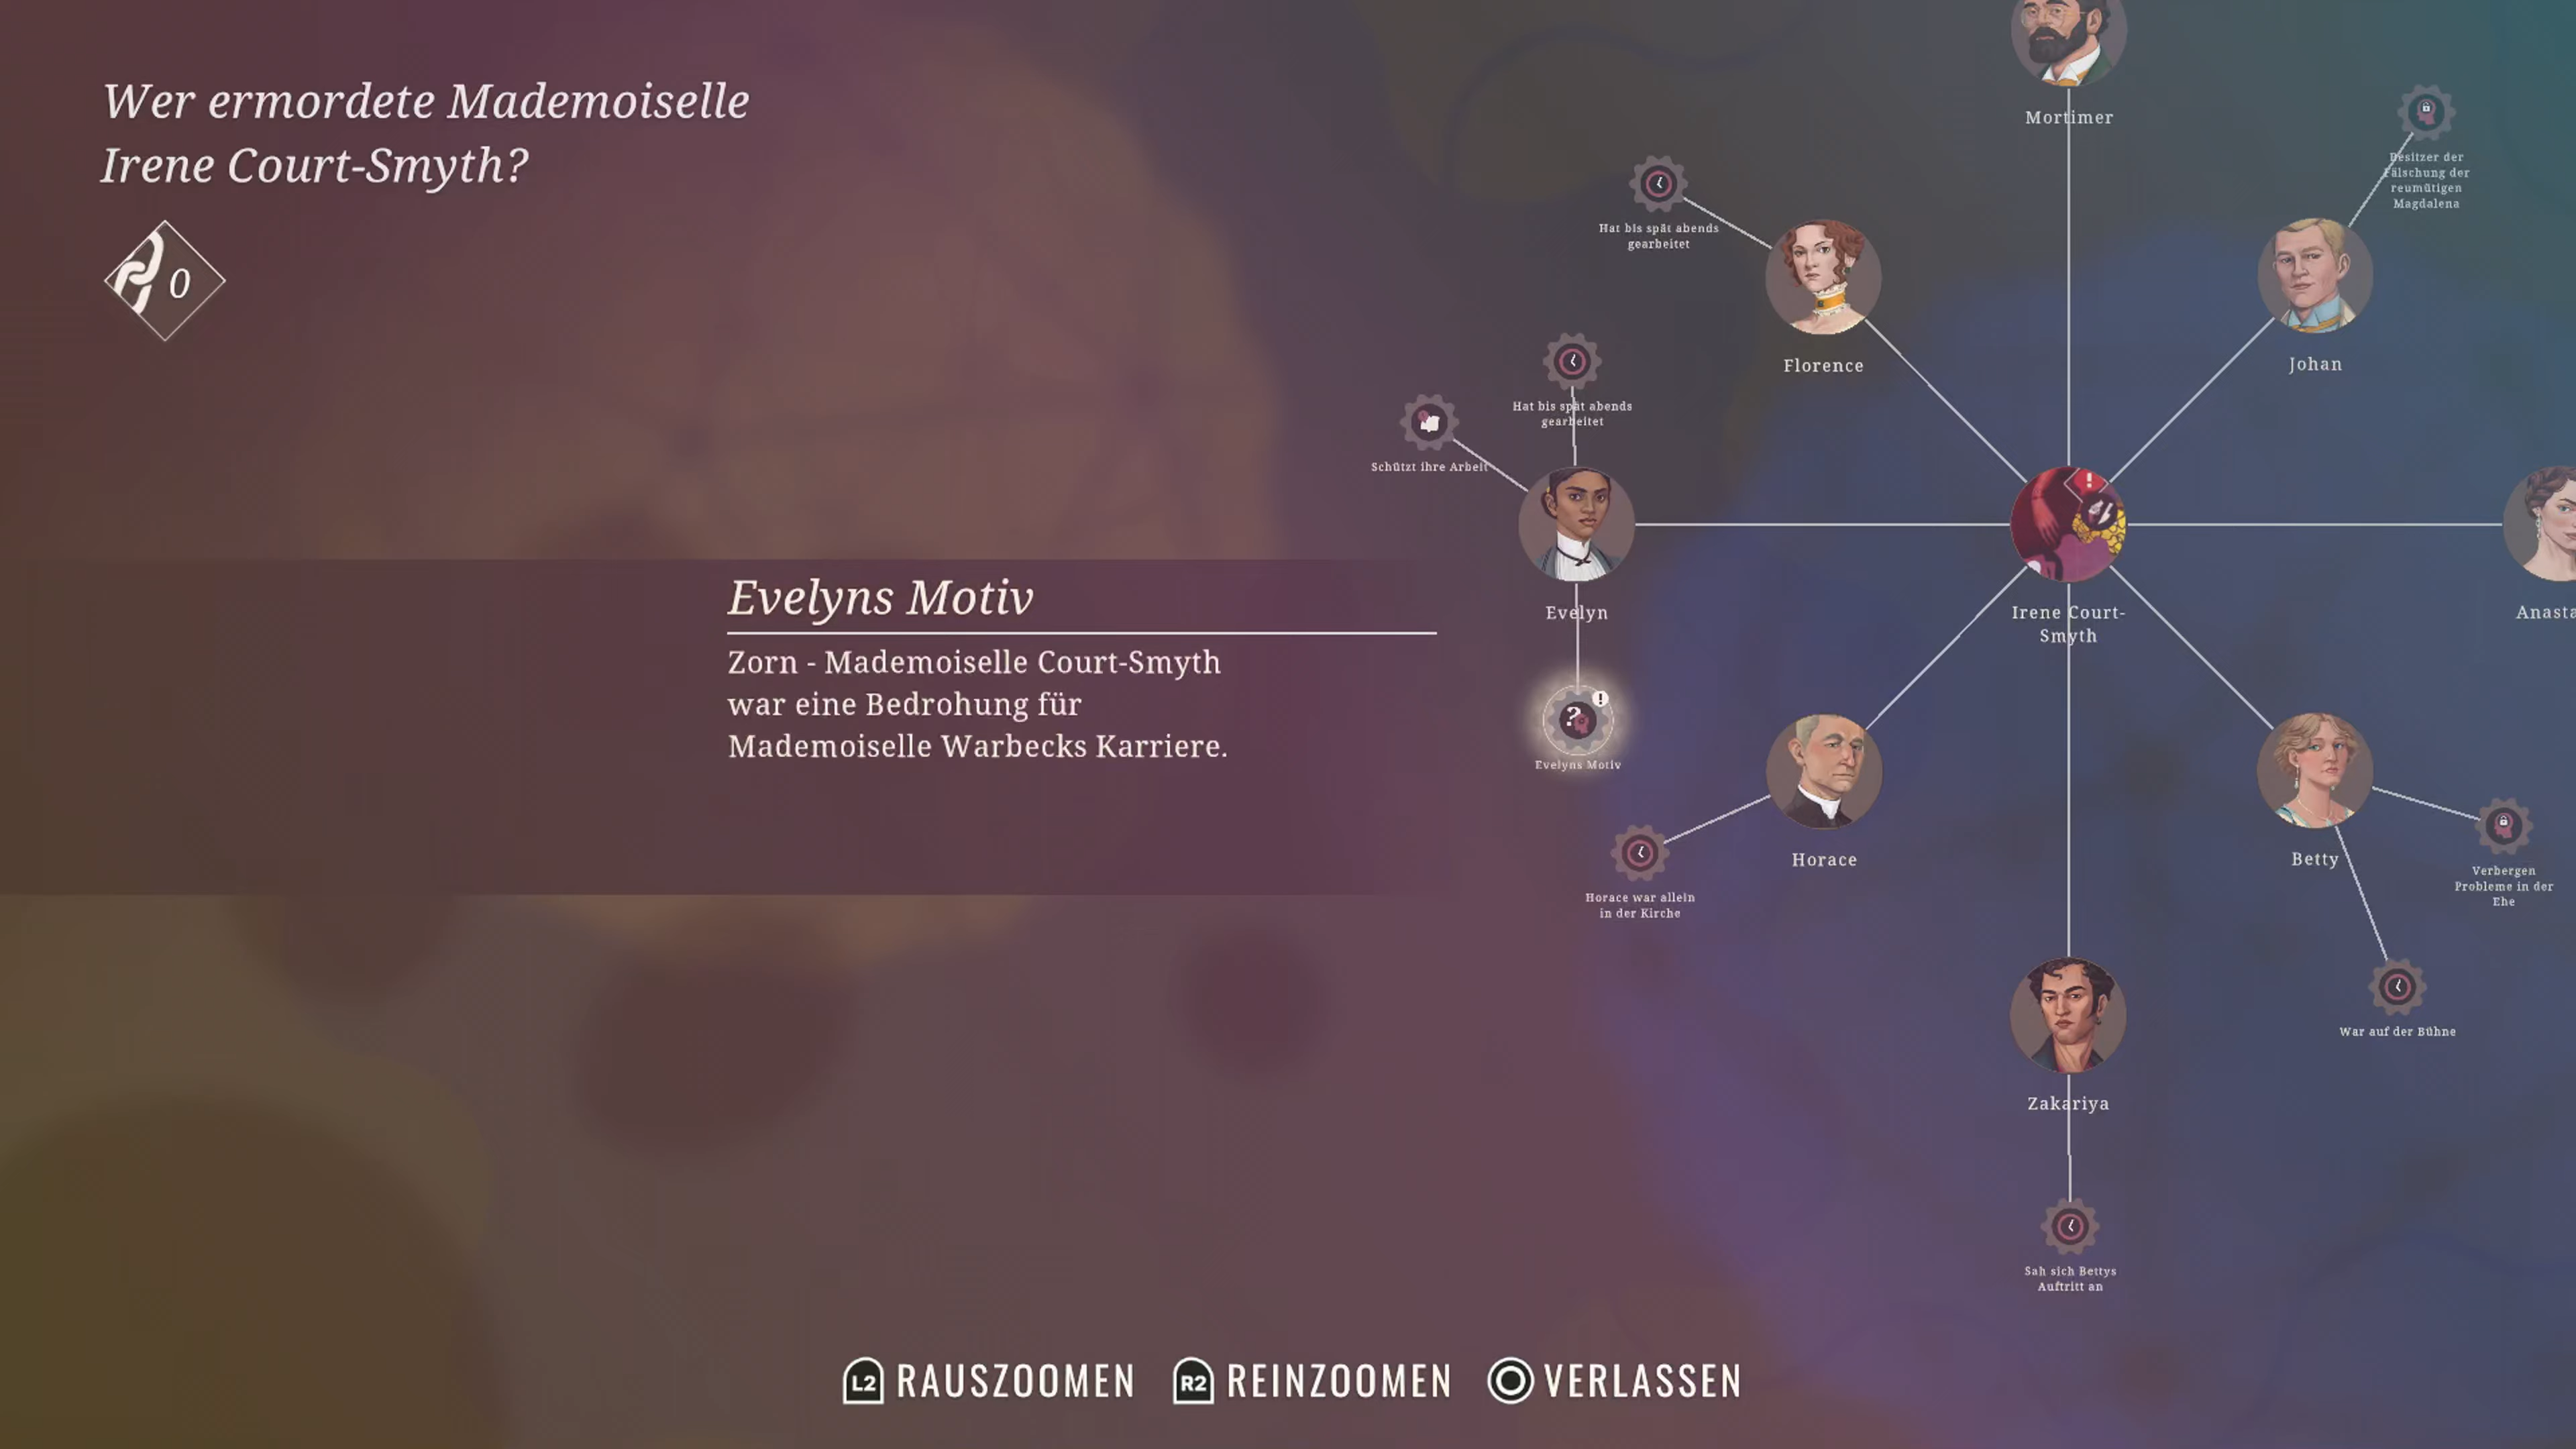 Wer ermordete Mademoiselle
Irene Court-Smyth?
0
Mortimer
Besitzer der
Fälschung der
reumütigen
Magdalena
Hat bis spät abends
gearbeitet
Florence
Johan
Hat bis spät abends
gearbeitet
Schützt ihre Arbeit
Evelyn
Irene Court-
Smyth
Anasta
Evelyns Motiv
Zorn - Mademoiselle Court-Smyth
war eine Bedrohung für
Mademoiselle Warbecks Karriere.
Evelyns Motiv
Horace
Betty
Horace war allein
in der Kirche
Verbergen
Probleme in der
Ehe
War auf der Bühne
Zakariya
Sah sich Bettys
Auftritt an
L2 RAUSZOOMEN R2 REINZOOMEN VERLASSEN